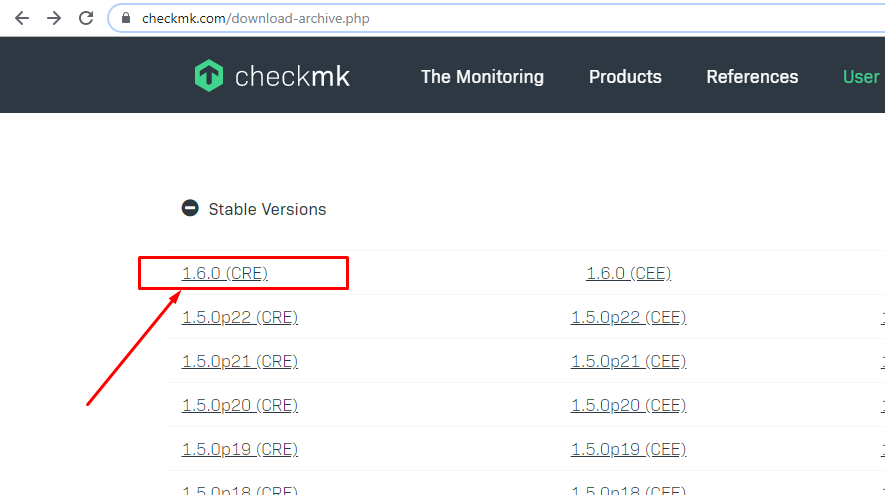 checkmk.com/download-archive.php
checkmk The Monitoring Products References User
Stable Versions
1.6.0 (CRE) 1.6.0 (CEE)
1.5.0p22 (CRE) 1.5.0p22 (CEE)
1.5.0p21 (CRE) 1.5.0p21 (CEE)
1.5.0p20 (CRE) 1.5.0p20 (CEE)
1.5.0p19 (CRE) 1.5.0p19 (CEE)
1.5.0p18 (CRE) 1.5.0p18 (CEE)